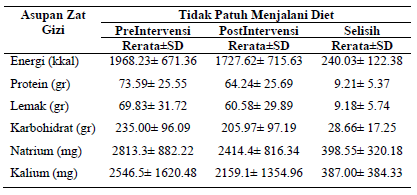 Asupan Zat Gizi Tidak Patuh Menjalani Diet
PreIntervensi PostIntervensi Selisih
Rerata±SD Rerata±SD Rerata±SD
Energi (kkal) 1968.23± 671.36 1727.62± 715.63 240.03± 122.38
Protein (gr) 73.59± 25.55 64.24± 25.69 9.21± 5.37
Lemak (gr) 69.83± 31.72 60.58± 29.89 9.18± 5.74
Karbohidrat (gr) 235.00± 96.09 205.97± 97.19 28.66± 17.25
Natrium (mg) 2813.3± 882.22 2414.4± 816.34 398.55± 320.18
Kalium (mg) 2546.5± 1620.48 2159.1± 1354.96 387.00± 384.33